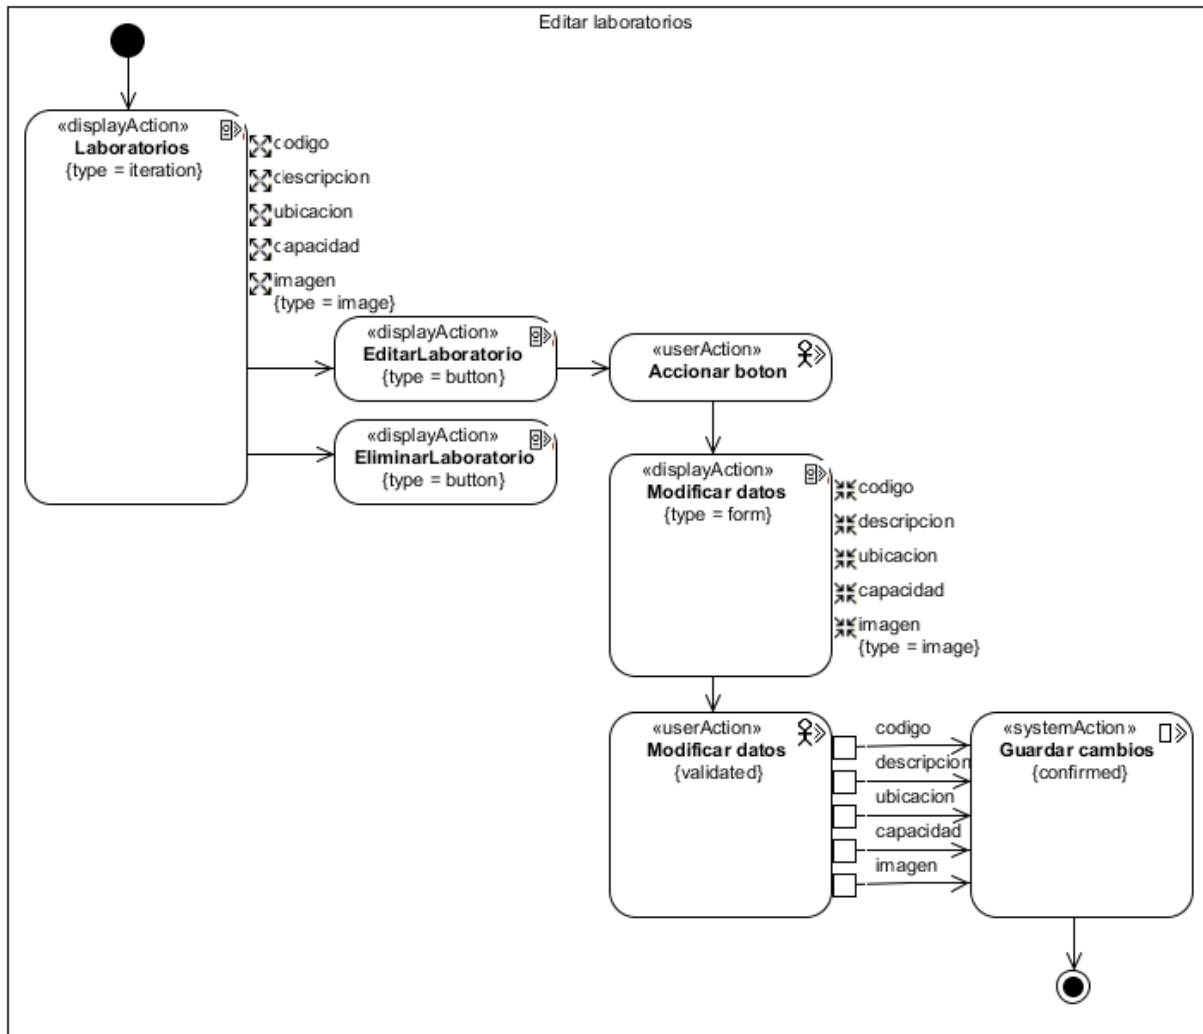 Editar laboratorios
«displayAction»
Laboratorios
{type = iteration}
codigo
descripcion
ubicacion
capacidad
imagen
{type = image}
«displayAction»
EditarLaboratorio
{type = button}
«userAction»
Accionar boton
«displayAction»
EliminarLaboratorio
{type = button}
«displayAction»
Modificar datos
{type = form}
codigo
descripcion
ubicacion
capacidad
imagen
{type = image}
«userAction»
Modificar datos
{validated}
codigo
descripcion
ubicacion
capacidad
imagen
«systemAction»
Guardar cambios
{confirmed}